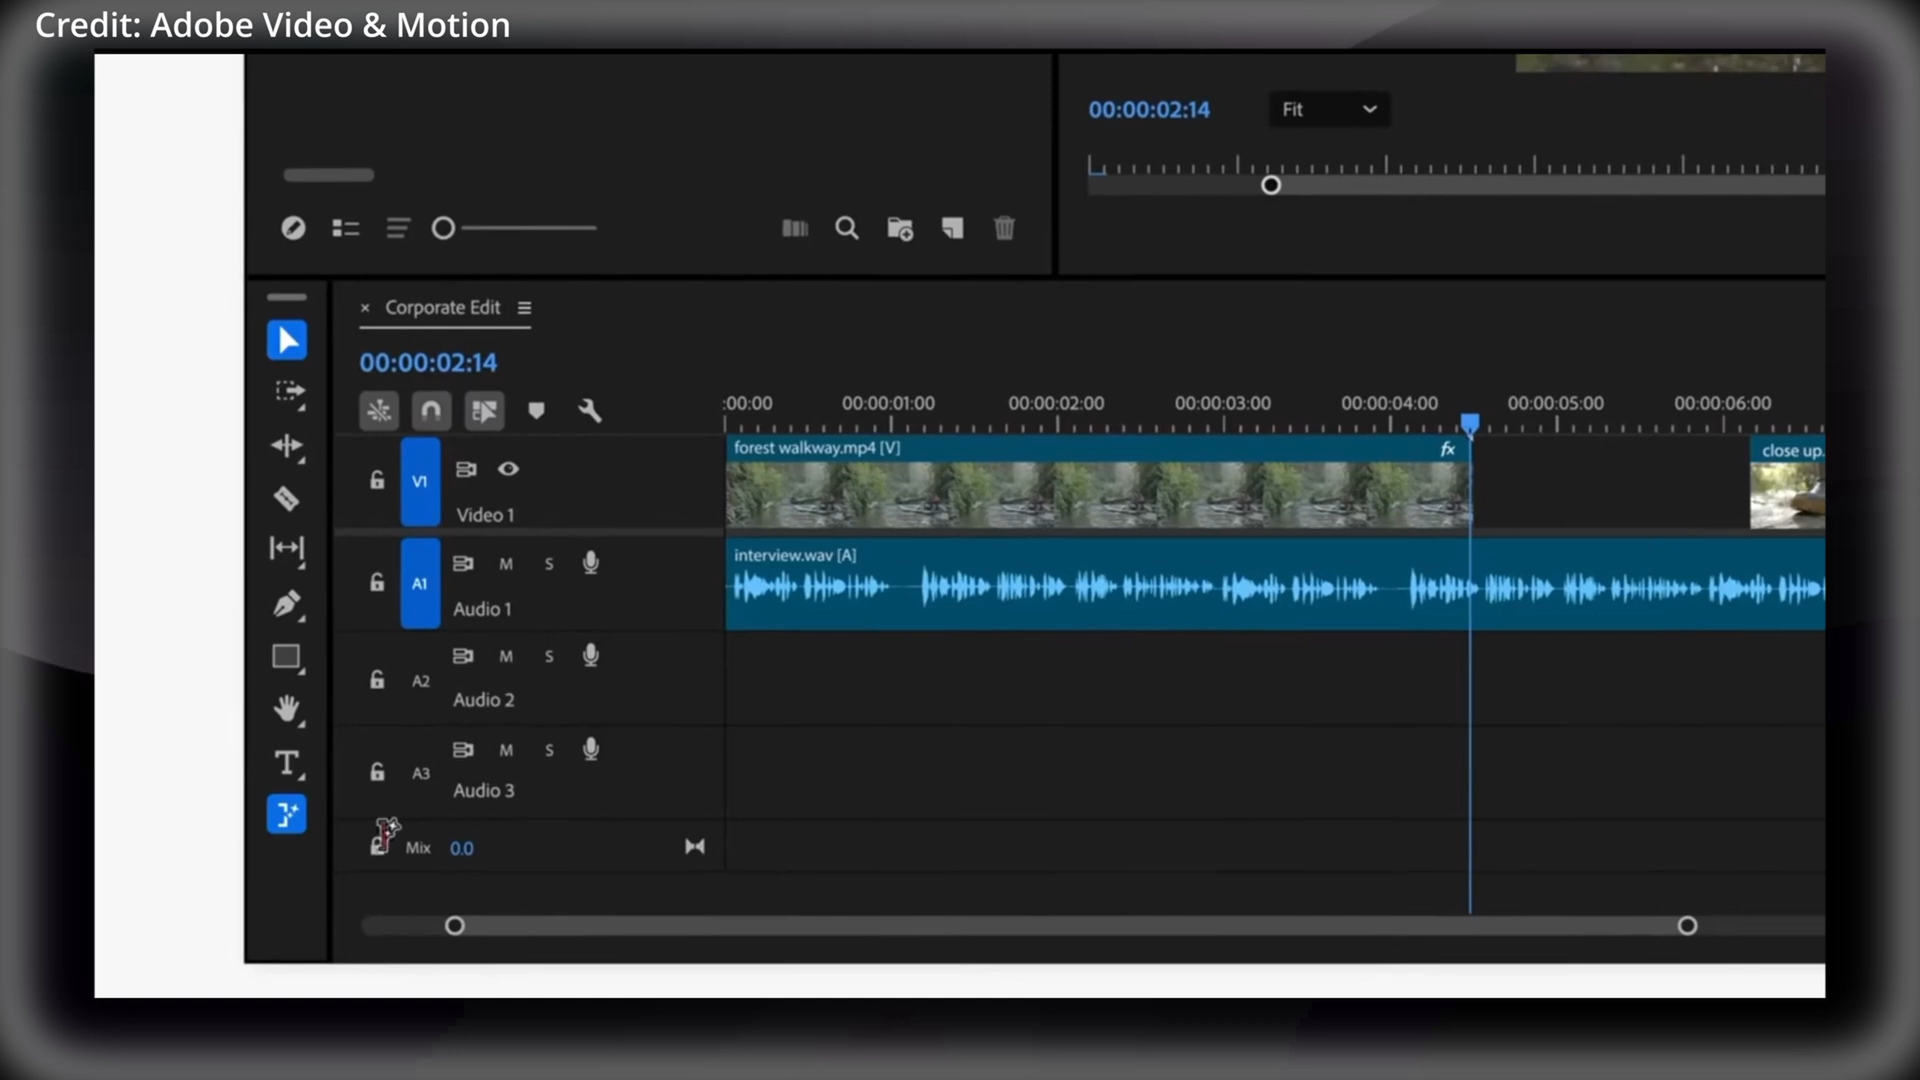 Credit: Adobe Video & Motion
00:00:02:14
Fit
Corporate Edit
00:00:02:14
:00:00
00:00:01:00
00:00:02:00
00:00:03:00
00:00:04:00
00:00:05:00
00:00:06:00
forest walkway.mp4 [V]
fx
close up.
V1
Video 1
interview.wav [A]
A1
M
S
Audio 1
A2
M
S
Audio 2
A3
M
S
Audio 3
Mix
0.0
T